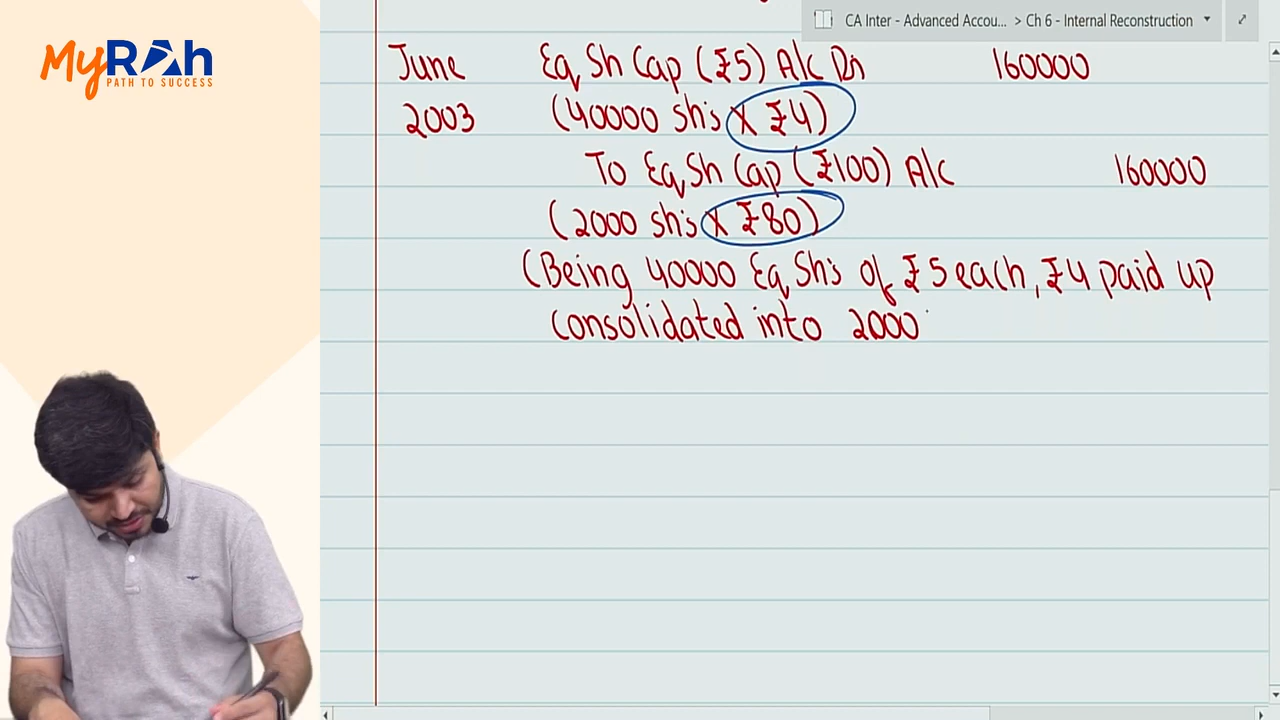 MyRAh
PATH TO SUCCESS
CA Inter - Advanced Accou... > Ch 6 - Internal Reconstruction
June Eq Sh Cap (₹5) A/c Dr 160000
2003 (40000 sh's X ₹4)
To Eq Sh Cap (₹100) A/c 160000
(2000 sh's X ₹80)
(Being 40000 Eq Sh's of ₹5 each, ₹4 paid up
consolidated into 2000